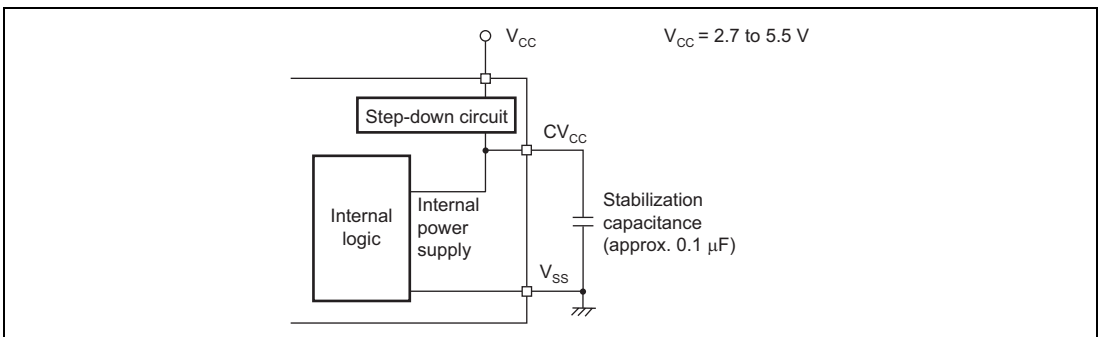 V_CC
V_CC = 2.7 to 5.5 V
Step-down circuit
CV_CC
Internal
logic
Internal
power
supply
Stabilization
capacitance
(approx. 0.1 μF)
V_SS